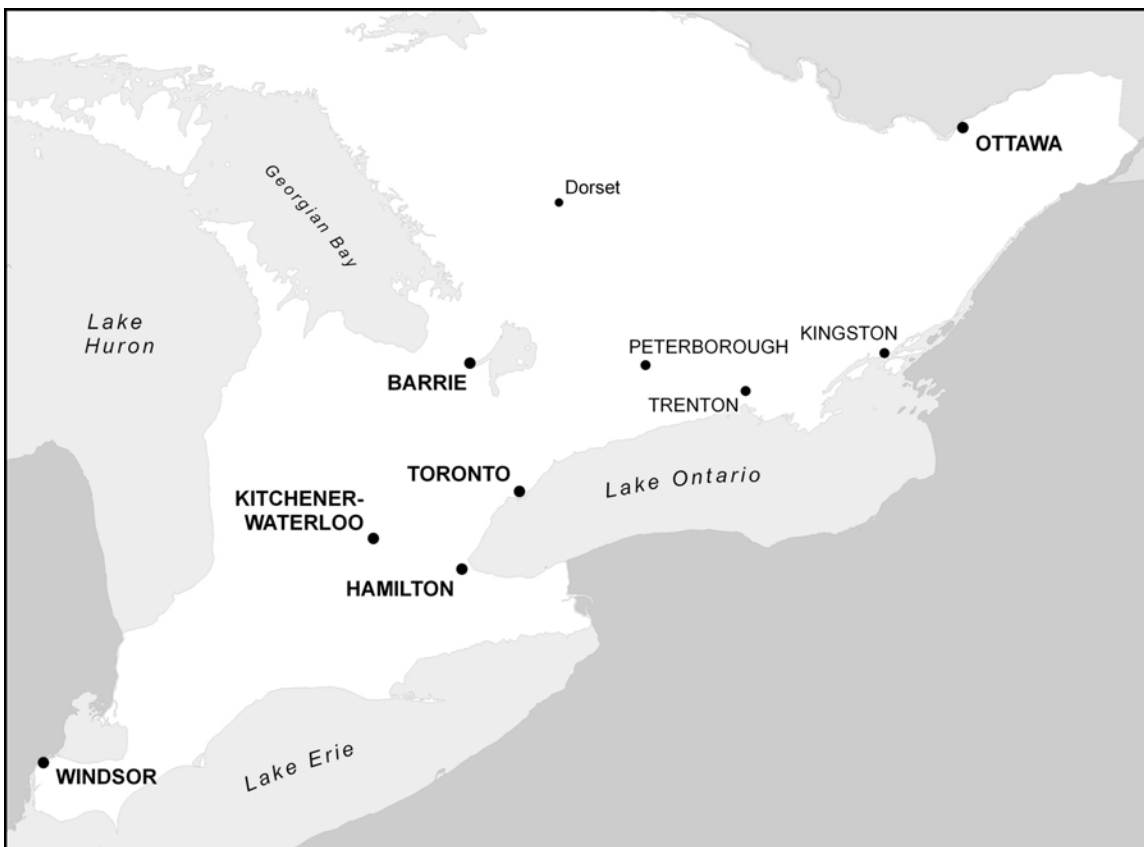 OTTAWA
Dorset
Georgian Bay
Lake
Huron
KINGSTON
PETERBOROUGH
BARRIE
TRENTON
TORONTO
Lake Ontario
KITCHENER-
WATERLOO
HAMILTON
Lake Erie
WINDSOR